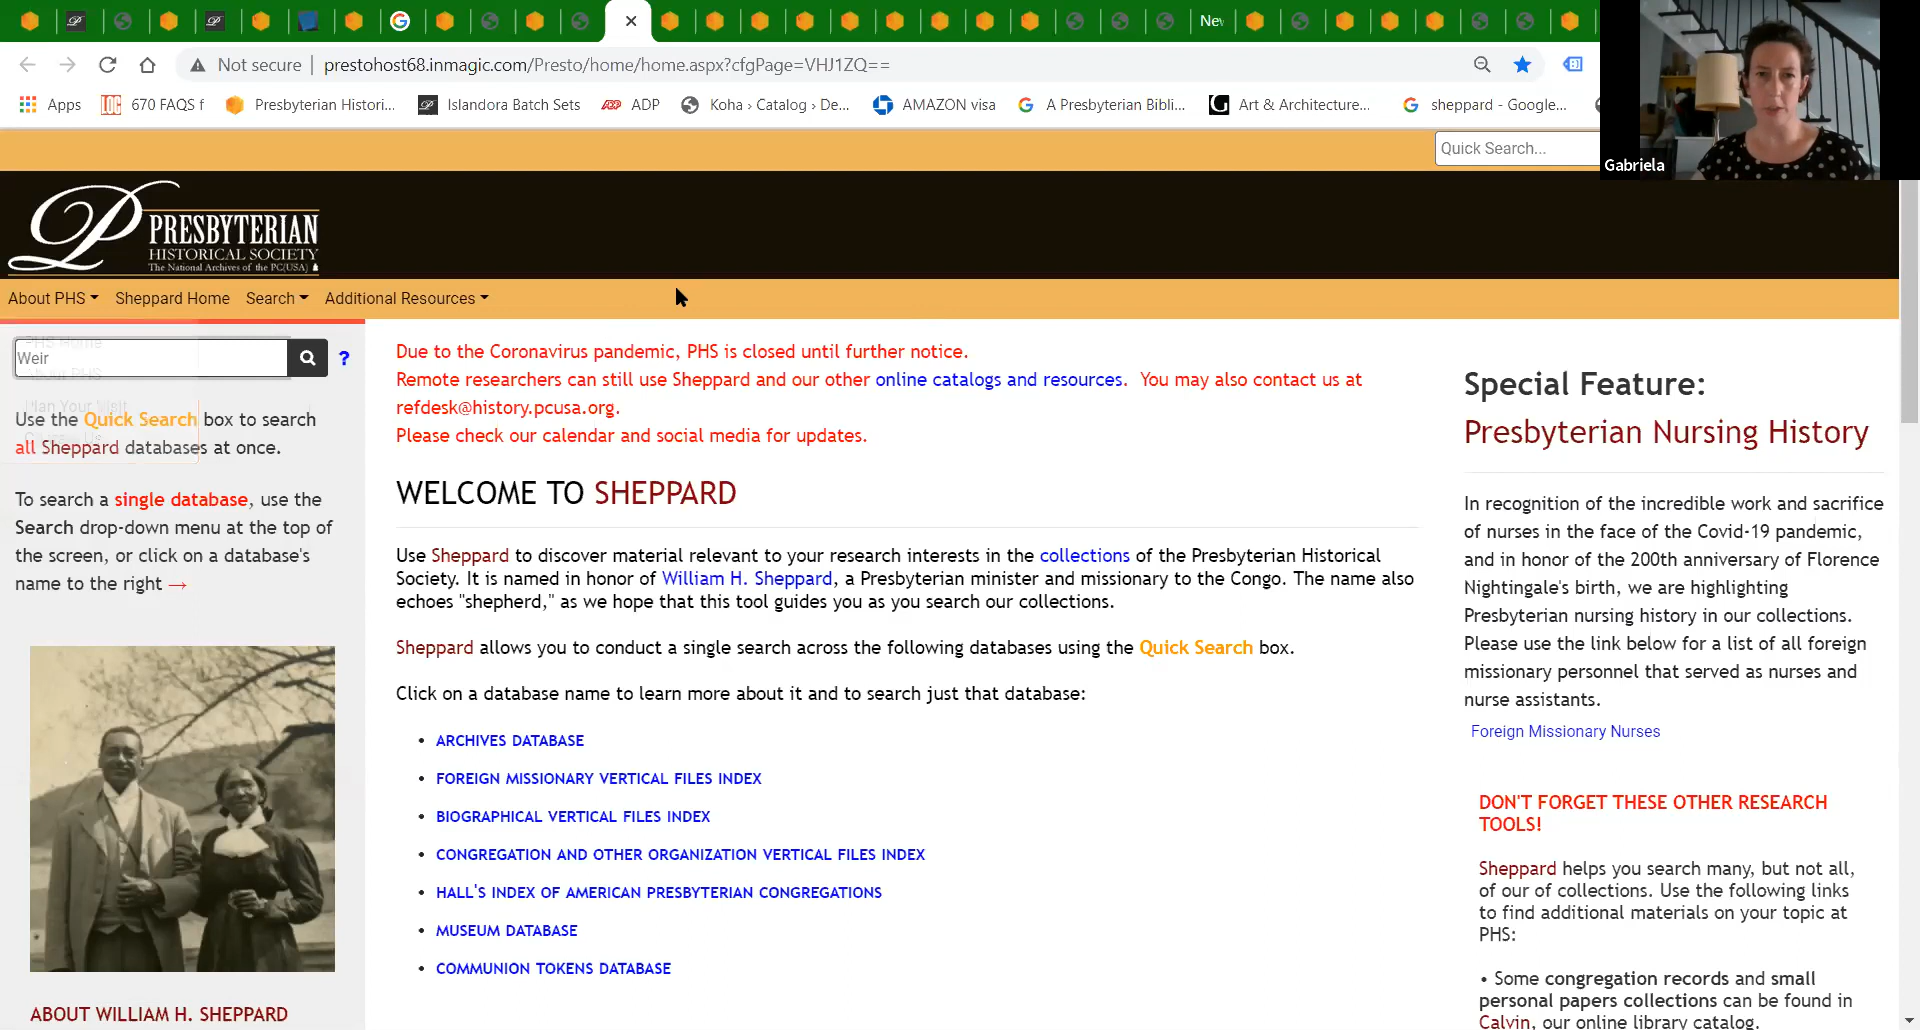 New
Not secure
prestohost68.inmagic.com/Presto/home/home.aspx?cfgPage=VHJ1ZQ==
Apps
670 FAQS f
Presbyterian Histori...
Islandora Batch Sets
ADP
Koha › Catalog › De...
AMAZON visa
A Presbyterian Bibli...
Art & Architecture...
sheppard - Google...
Quick Search...
Gabriela
PRESBYTERIAN
HISTORICAL SOCIETY
The National Archives of the PC(USA)
About PHS
Sheppard Home
Search
Additional Resources
PHS Home
Weir
?
About PHS
Plan Your Visit
Use the Quick Search box to search
all Sheppard databases at once.
To search a single database, use the
Search drop-down menu at the top of
the screen, or click on a database's
name to the right →
ABOUT WILLIAM H. SHEPPARD
Due to the Coronavirus pandemic, PHS is closed until further notice.
Remote researchers can still use Sheppard and our other online catalogs and resources. You may also contact us at
refdesk@history.pcusa.org.
Please check our calendar and social media for updates.
WELCOME TO SHEPPARD
Use Sheppard to discover material relevant to your research interests in the collections of the Presbyterian Historical
Society. It is named in honor of William H. Sheppard, a Presbyterian minister and missionary to the Congo. The name also
echoes "shepherd," as we hope that this tool guides you as you search our collections.
Sheppard allows you to conduct a single search across the following databases using the Quick Search box.
Click on a database name to learn more about it and to search just that database:
• ARCHIVES DATABASE
• FOREIGN MISSIONARY VERTICAL FILES INDEX
• BIOGRAPHICAL VERTICAL FILES INDEX
• CONGREGATION AND OTHER ORGANIZATION VERTICAL FILES INDEX
• HALL'S INDEX OF AMERICAN PRESBYTERIAN CONGREGATIONS
• MUSEUM DATABASE
• COMMUNION TOKENS DATABASE
Special Feature:
Presbyterian Nursing History
In recognition of the incredible work and sacrifice
of nurses in the face of the Covid-19 pandemic,
and in honor of the 200th anniversary of Florence
Nightingale's birth, we are highlighting
Presbyterian nursing history in our collections.
Please use the link below for a list of all foreign
missionary personnel that served as nurses and
nurse assistants.
Foreign Missionary Nurses
DON'T FORGET THESE OTHER RESEARCH
TOOLS!
Sheppard helps you search many, but not all,
of our of collections. Use the following links
to find additional materials on your topic at
PHS:
• Some congregation records and small
personal papers collections can be found in
Calvin, our online library catalog.